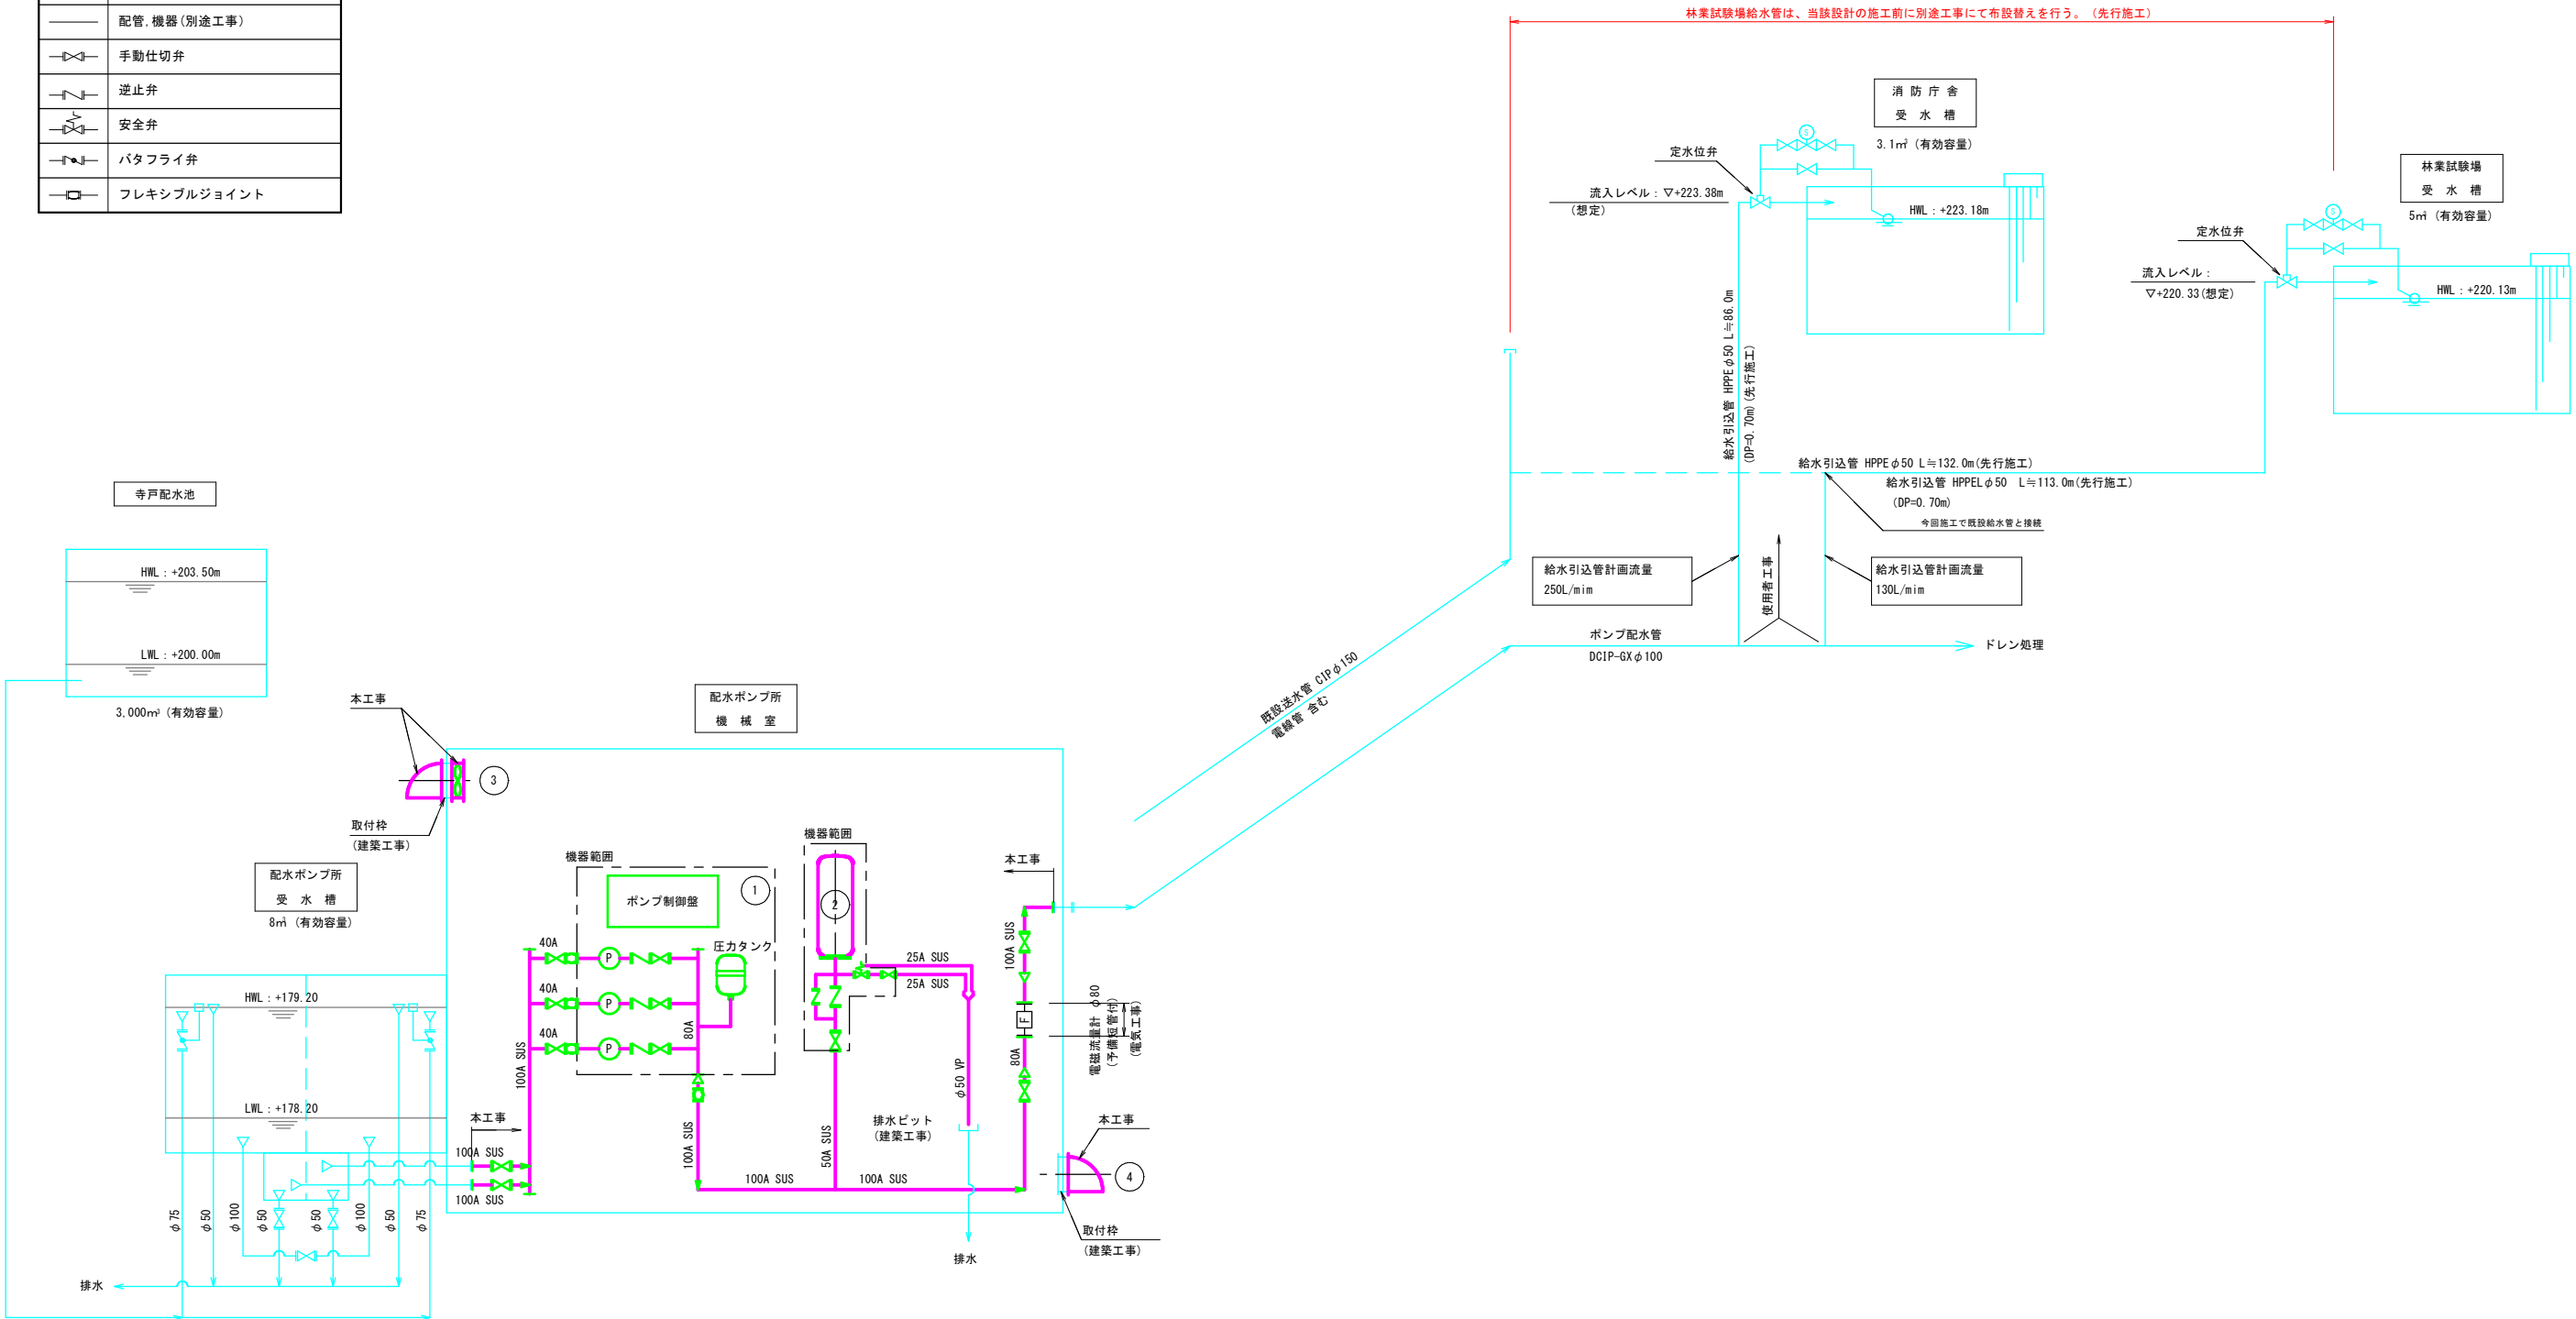 配管,機器(別途工事)
手動仕切弁
逆止弁
安全弁
バタフライ弁
フレキシブルジョイント
林業試験場給水管は、当該設計の施工前に別途工事にて布設替えを行う。(先行施工)
消 防 庁 舎
受 水 槽
3.1m³ (有効容量)
S
定水位弁
流入レベル:▽+223.38m
(想定)
HWL:+223.18m
林業試験場
受 水 槽
5m³ (有効容量)
S
定水位弁
流入レベル:
▽+220.33(想定)
HWL:+220.13m
給水引込管 HPPEφ50 L≒86.0m
(DP=0.70m)(先行施工)
給水引込管 HPPEφ50 L≒132.0m(先行施工)
給水引込管 HPPELφ50 L≒113.0m(先行施工)
(DP=0.70m)
今回施工で既設給水管と接続
給水引込管計画流量
250L/mim
使用者工事
給水引込管計画流量
130L/mim
ポンプ配水管
DCIP-GXφ100
ドレン処理
既設送水管 CIPφ150
電線管 含む
寺戸配水池
HWL:+203.50m
LWL:+200.00m
3,000m³ (有効容量)
本工事
3
取付枠
(建築工事)
配水ポンプ所
機 械 室
配水ポンプ所
受 水 槽
8m³ (有効容量)
HWL:+179.20
LWL:+178.20
機器範囲
ポンプ制御盤
1
圧力タンク
40A
P
40A
P
40A
P
80A
100A SUS
機器範囲
2
25A SUS
25A SUS
本工事
100A SUS
F
電磁流量計 φ80
(予備短管付)
(電気工事)
80A
φ50 VP
排水ピット
(建築工事)
本工事
100A SUS
100A SUS
100A SUS
50A SUS
100A SUS
100A SUS
本工事
4
取付枠
(建築工事)
排水
φ75
φ50
φ100
φ50
φ50
φ100
φ50
φ75
排水